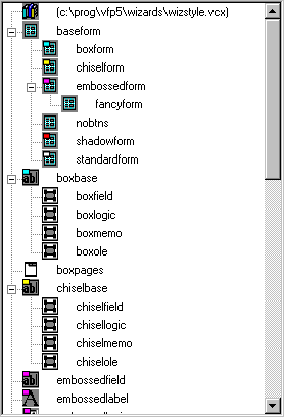 (c:\prog\vfp5\wizards\wizstyle.vcx)
baseform
boxform
chiselform
embossedform
fancyform
nobtns
shadowform
standardform
boxbase
boxfield
boxlogic
boxmemo
boxole
boxpages
chiselbase
chiselfield
chisellogic
chiselmemo
chiselole
embossedfield
embossedlabel